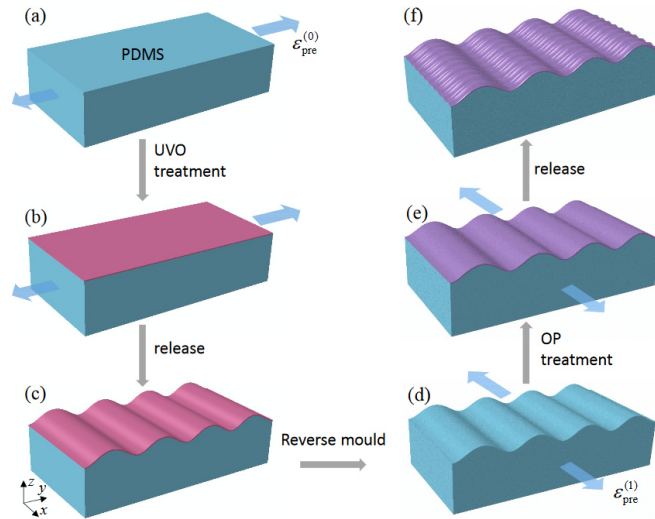 (a)
PDMS
ε_pre^(0)
UVO
treatment
(b)
release
(c)
z
y
x
Reverse mould
(d)
ε_pre^(1)
OP
treatment
(e)
release
(f)